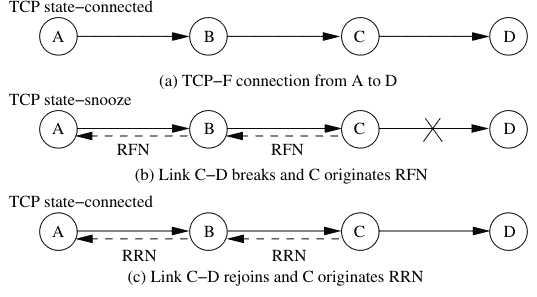 TCP state−connected
A B C D
(a) TCP−F connection from A to D
TCP state−snooze
A B C D
RFN RFN
(b) Link C−D breaks and C originates RFN
TCP state−connected
A B C D
RRN RRN
(c) Link C−D rejoins and C originates RRN